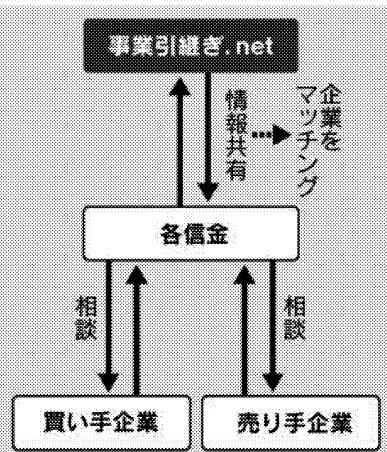 事業引継ぎ.net
情報共有
企業を
マッチング
各信金
相談
相談
買い手企業
売り手企業